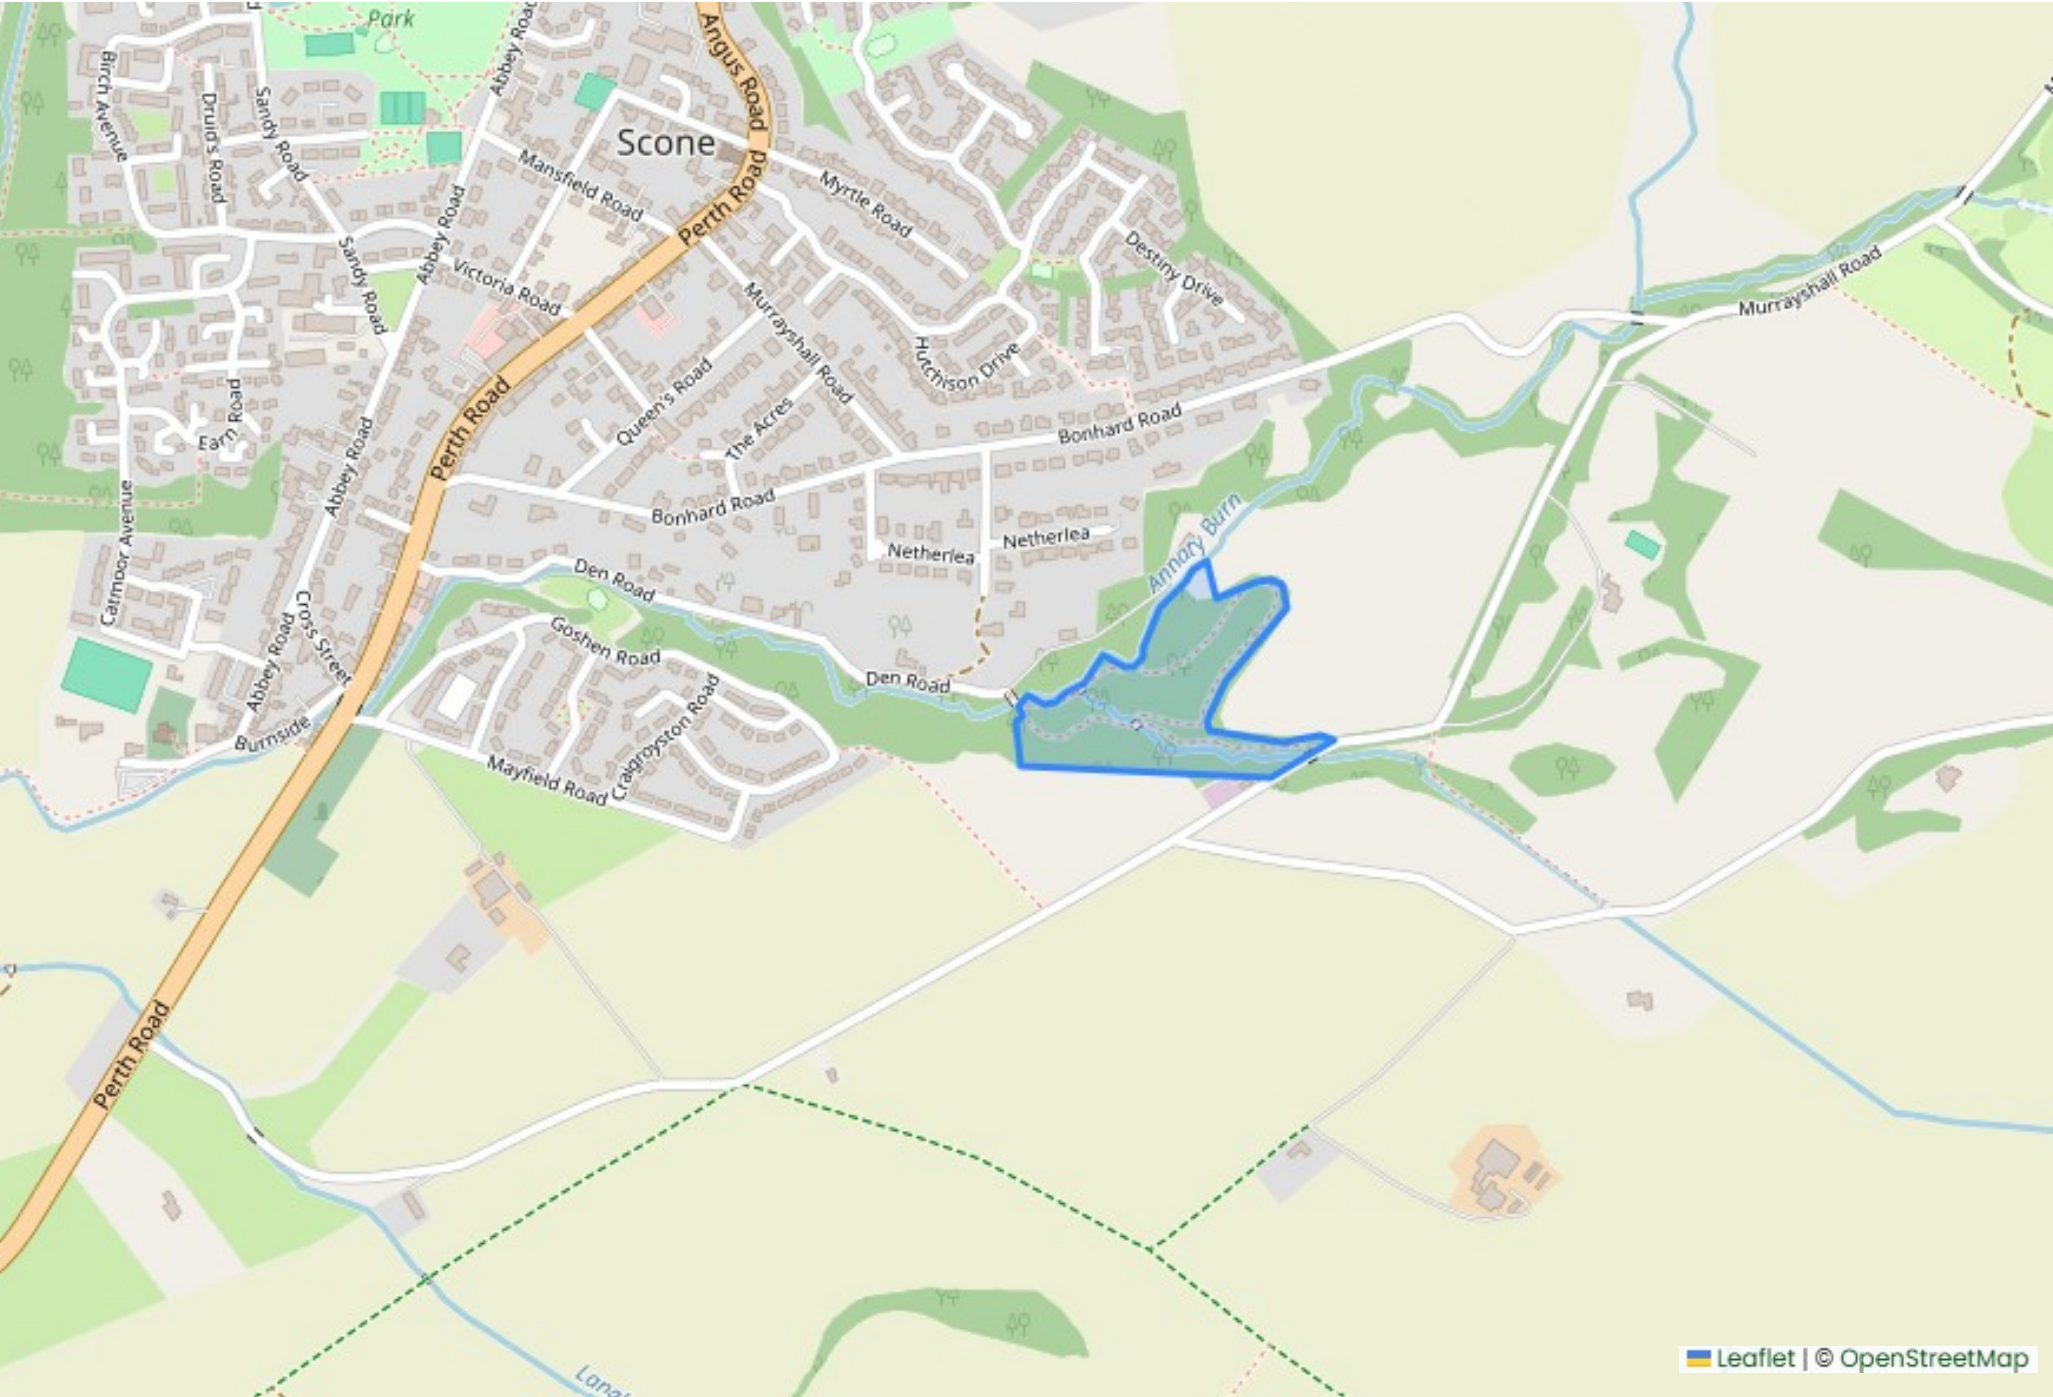 Park
Abbey Road
Angus Road
Birch Avenue
Druid's Road
Sandy Road
Scone
Mansfield Road
Perth Road
Myrtle Road
Abbey Road
Sandy Road
Victoria Road
Destiny Drive
Murrayshall Road
Murrayshall Road
Hutchison Drive
Queen's Road
The Acres
Perth Road
Bonhard Road
Earn Road
Abbey Road
Catmoor Avenue
Bonhard Road
Netherlea
Netherlea
Annaty Burn
Den Road
Cross Street
Abbey Road
Goshen Road
Den Road
Craigroyston Road
Burnside
Mayfield Road
Perth Road
Leaflet | © OpenStreetMap